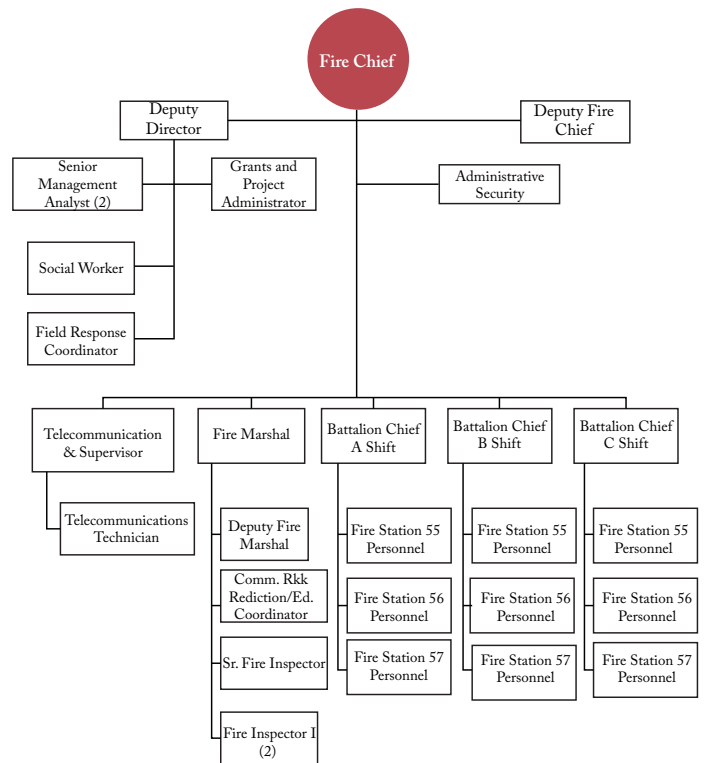 Fire Chief
Deputy
Director
Deputy Fire
Chief
Senior
Management
Analyst (2)
Grants and
Project
Administrator
Administrative
Security
Social Worker
Field Response
Coordinator
Telecommunication
& Supervisor
Fire Marshal
Battalion Chief
A Shift
Battalion Chief
B Shift
Battalion Chief
C Shift
Telecommunications
Technician
Deputy Fire
Marshal
Comm. Rkk
Rediction/Ed.
Coordinator
Sr. Fire Inspector
Fire Inspector I
(2)
Fire Station 55
Personnel
Fire Station 56
Personnel
Fire Station 57
Personnel
Fire Station 55
Personnel
Fire Station 56
Personnel
Fire Station 57
Personnel
Fire Station 55
Personnel
Fire Station 56
Personnel
Fire Station 57
Personnel